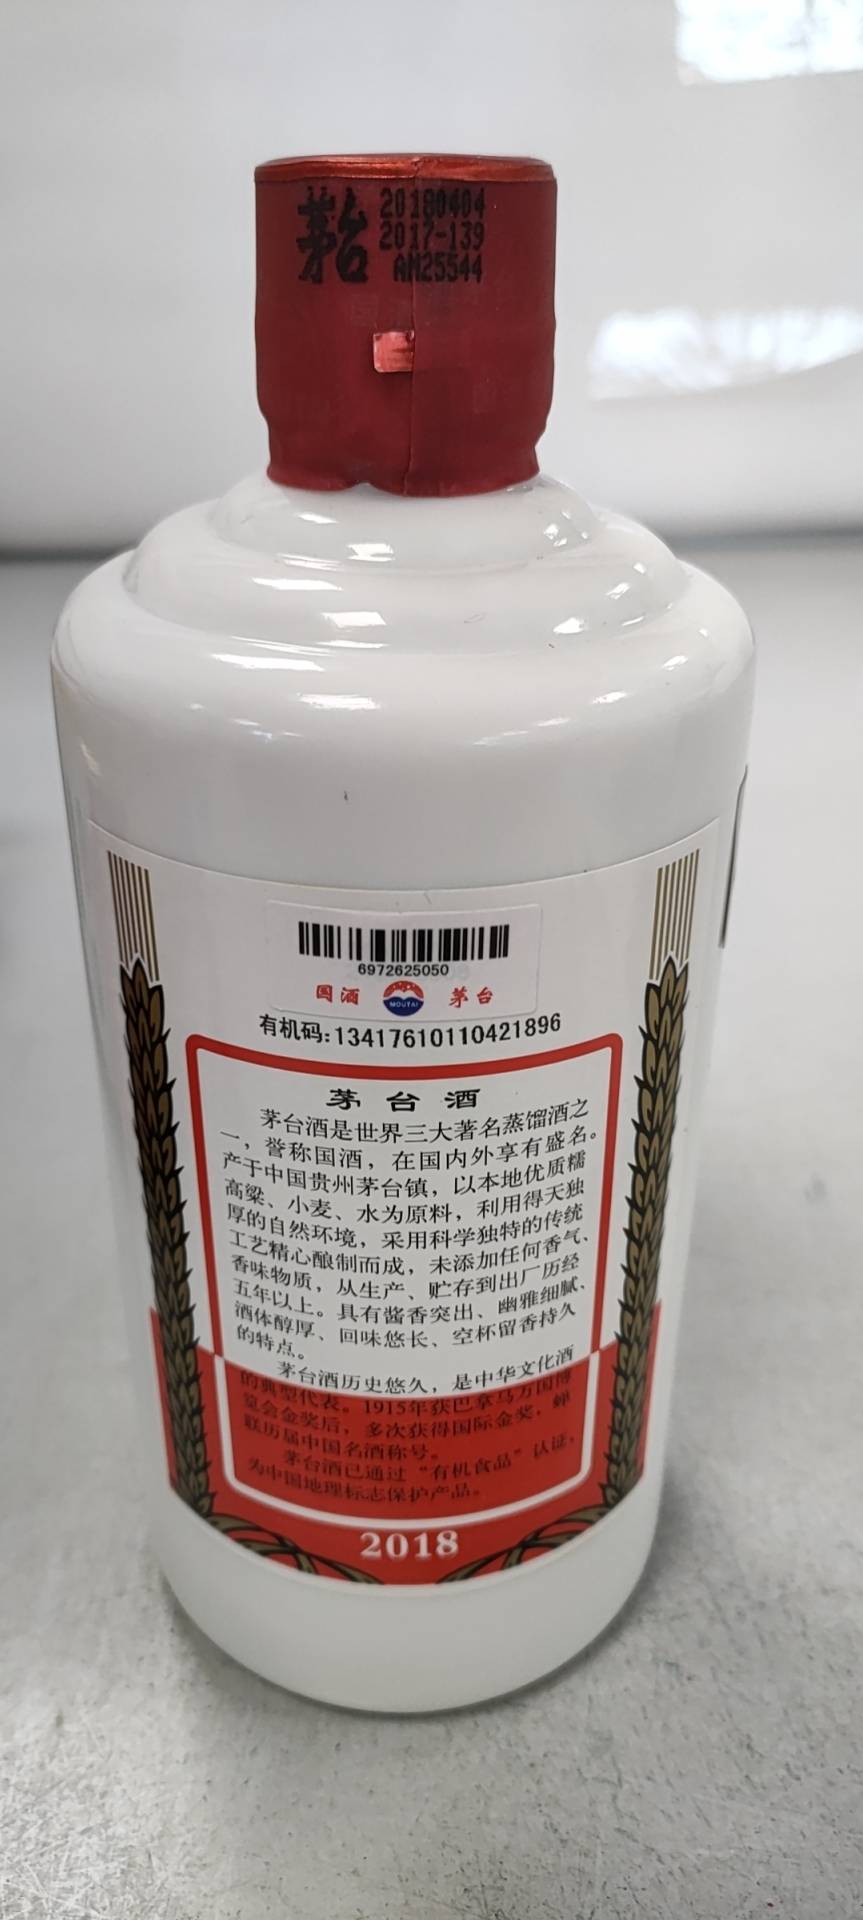 茅台
20180404
2017-139
AM25544
6972625050
国酒 MOUTAI 茅台
有机码:13417610110421896
茅台酒
茅台酒是世界三大著名蒸馏酒之
一，誉称国酒，在国内外享有盛名。
产于中国贵州茅台镇，以本地优质糯
高粱、小麦、水为原料，利用得天独
厚的自然环境，采用科学独特的传统
工艺精心酿制而成，未添加任何香气、
香味物质，从生产、贮存到出厂历经
五年以上。具有酱香突出、幽雅细腻、
酒体醇厚、回味悠长、空杯留香持久
的特点。
茅台酒历史悠久，是中华文化酒
的典型代表。1915年获巴拿马万国博
览会金奖后，多次获得国际金奖，蝉
联历届中国名酒称号。
茅台酒已通过“有机食品”认证，
为中国地理标志保护产品。
2018